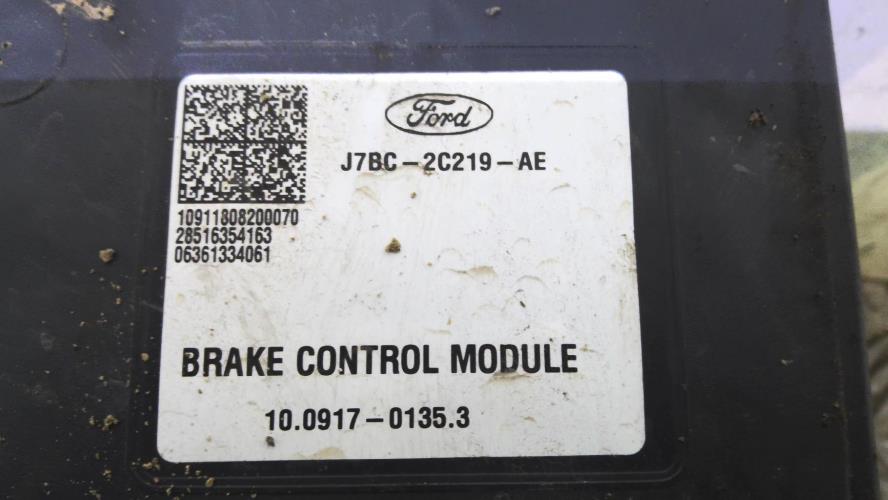 Ford
J7BC-2C219-AE
10911808200070
28516354163
06361334061
BRAKE CONTROL MODULE
10.0917-0135.3